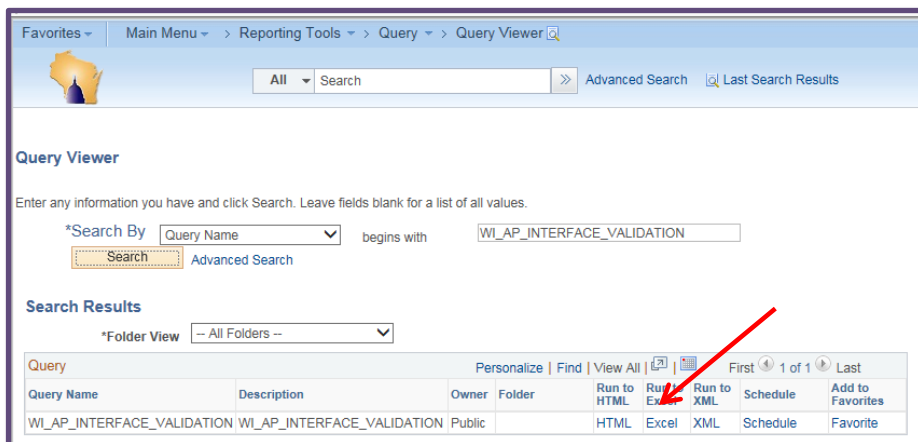 Favorites Main Menu > Reporting Tools > Query > Query Viewer
All Search >> Advanced Search Last Search Results
Query Viewer
Enter any information you have and click Search. Leave fields blank for a list of all values.
*Search By Query Name begins with WI_AP_INTERFACE_VALIDATION
Search Advanced Search
Search Results
*Folder View -- All Folders --
Query Personalize | Find | View All | | First 1 of 1 Last
Query Name Description Owner Folder Run to HTML Run to Excel Run to XML Schedule Add to Favorites
WI_AP_INTERFACE_VALIDATION WI_AP_INTERFACE_VALIDATION Public HTML Excel XML Schedule Favorite